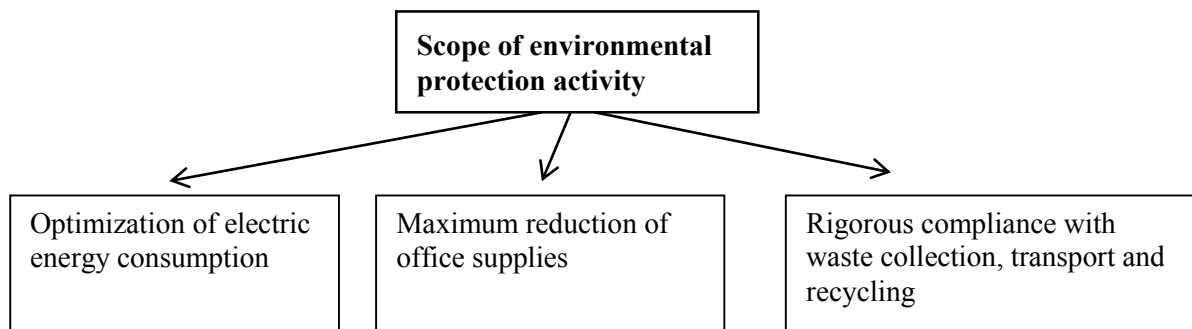 Scope of environmental
protection activity
Optimization of electric
energy consumption
Maximum reduction of
office supplies
Rigorous compliance with
waste collection, transport and
recycling